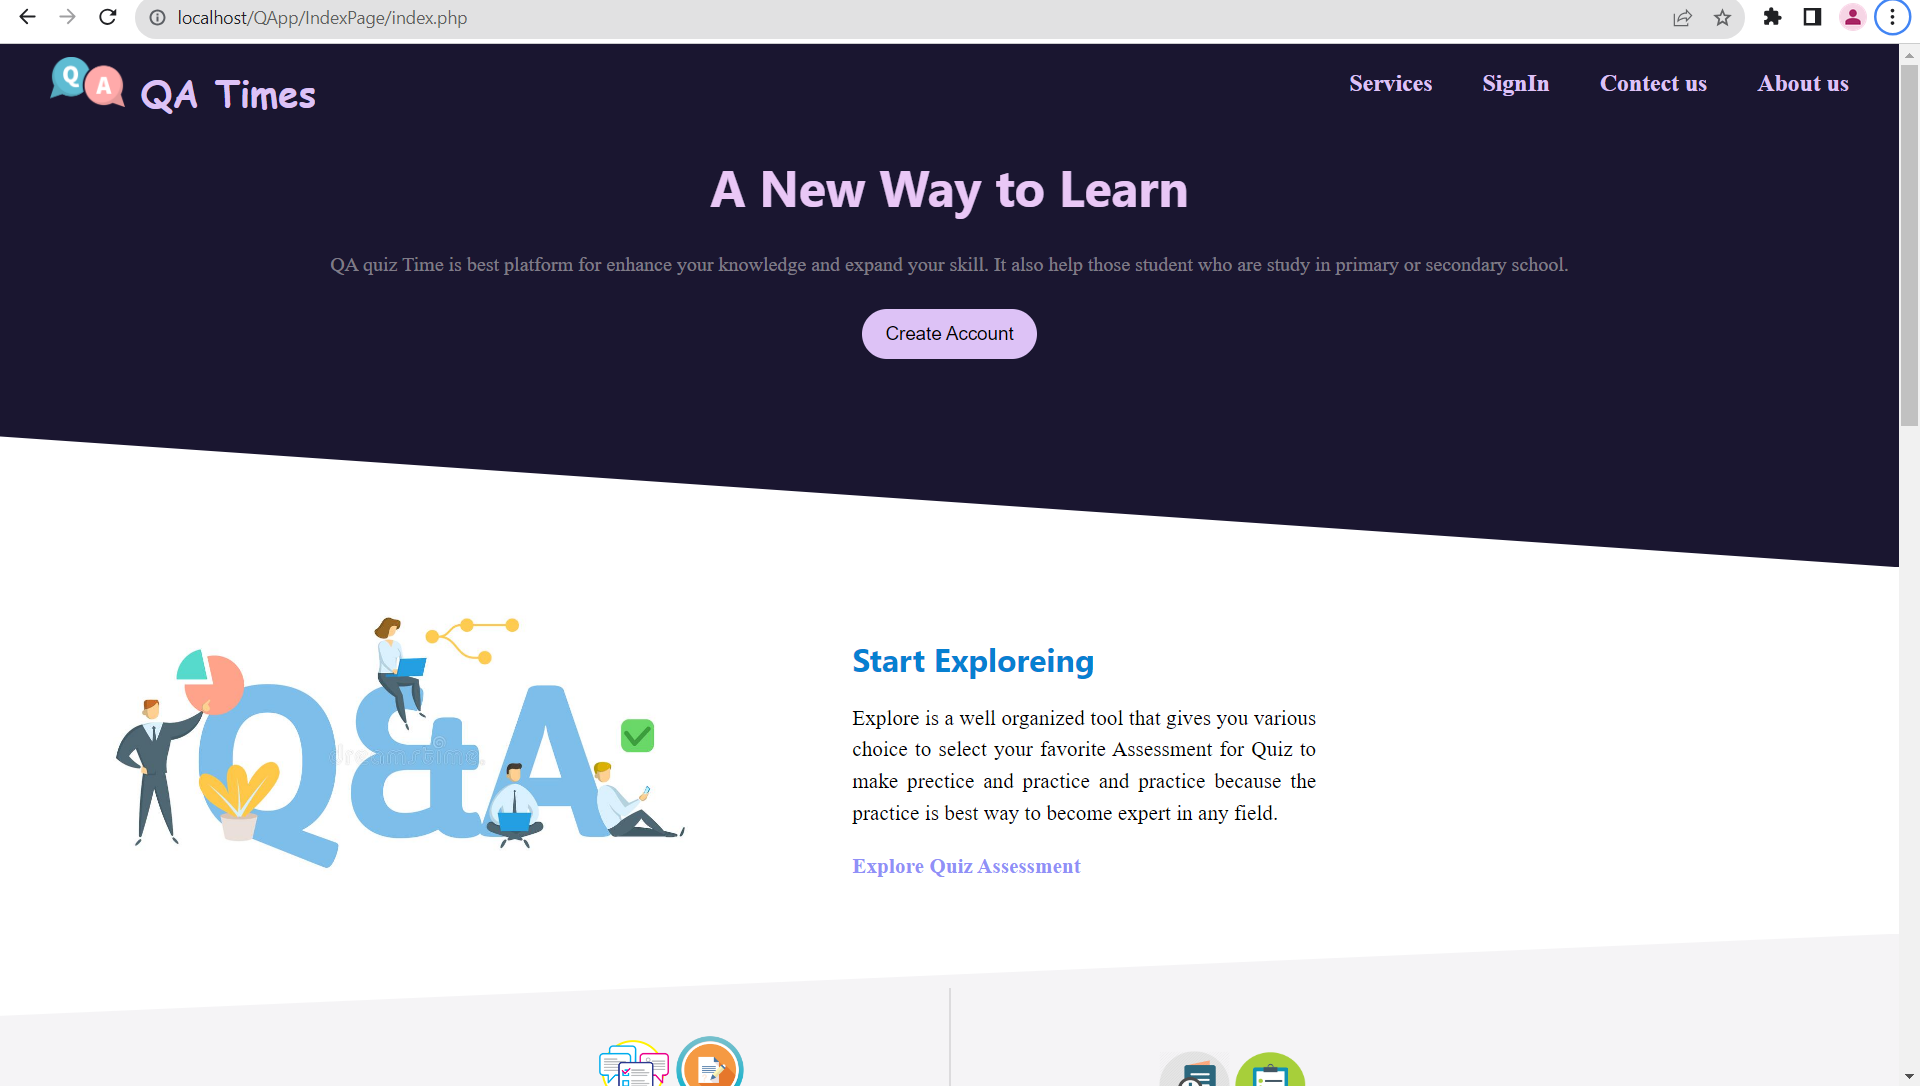 localhost/QApp/IndexPage/index.php
QA
QA Times
Services
SignIn
Contect us
About us
A New Way to Learn
QA quiz Time is best platform for enhance your knowledge and expand your skill. It also help those student who are study in primary or secondary school.
Create Account
Q&A
dreamstime.
Start Exploreing
Explore is a well organized tool that gives you various
choice to select your favorite Assessment for Quiz to
make prectice and practice and practice because the
practice is best way to become expert in any field.
Explore Quiz Assessment